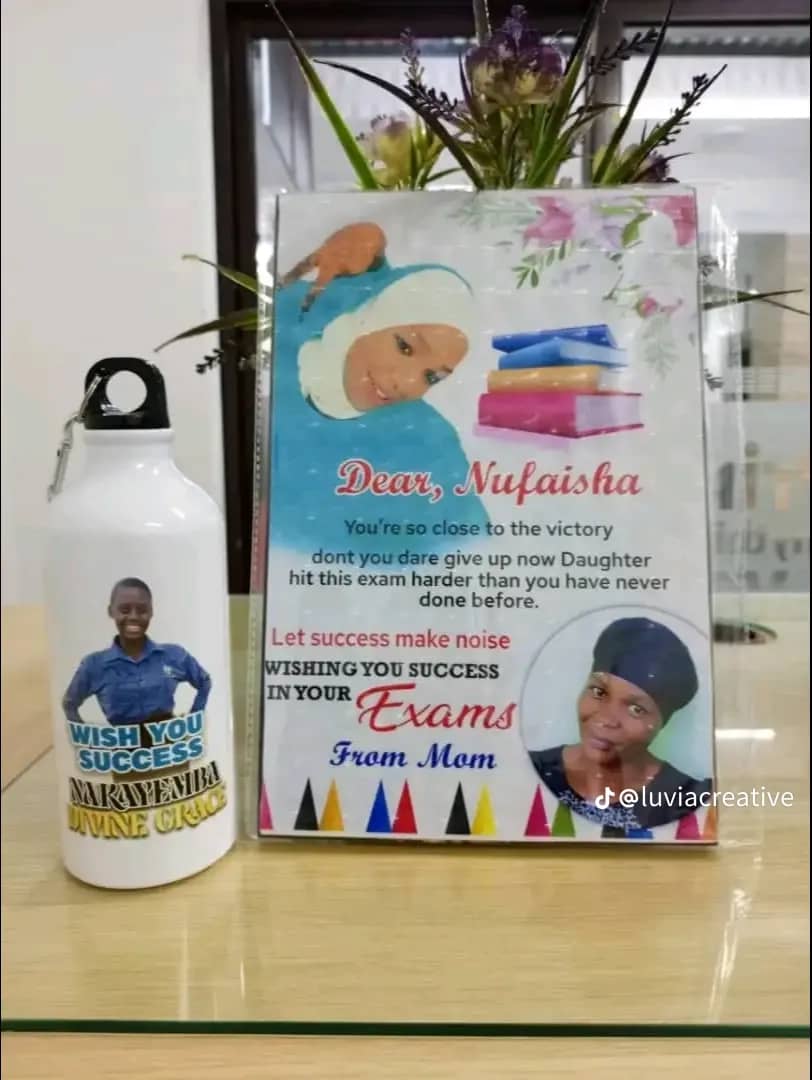 WISH YOU
SUCCESS
NAKAYEMBA
DIVINE GRACE
Dear, Nufaisha
You're so close to the victory
dont you dare give up now Daughter
hit this exam harder than you have never
done before.
Let success make noise
WISHING YOU SUCCESS
IN YOUR Exams
From Mom
@luviacreative